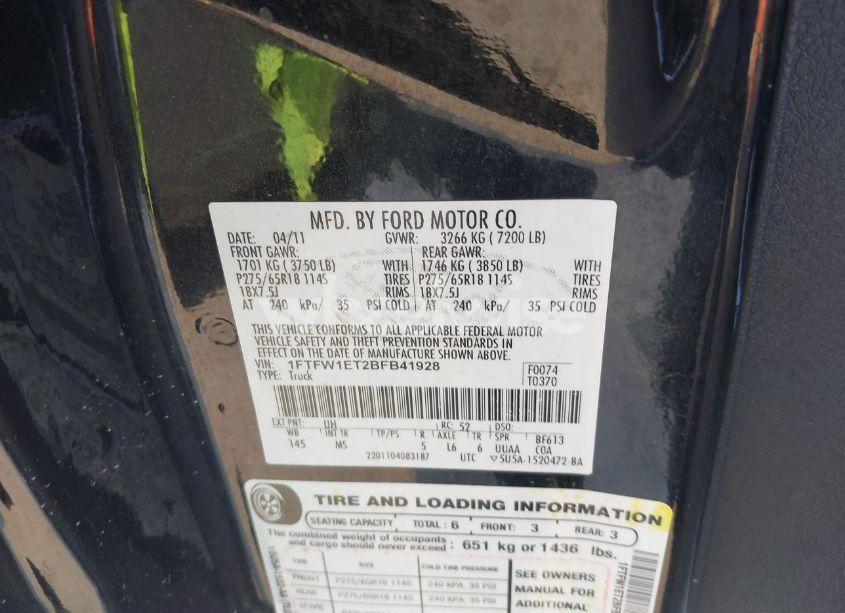 MFD. BY FORD MOTOR CO.
DATE: 04/11 GVWR: 3266 KG ( 7200 LB)
FRONT GAWR: REAR GAWR:
1701 KG ( 3750 LB) WITH 1746 KG ( 3850 LB) WITH
P275/65R18 114S TIRES P275/65R18 114S TIRES
18X7.5J RIMS 18X7.5J RIMS
AT 240 kPa/ 35 PSI COLD AT 240 kPa/ 35 PSI COLD
THIS VEHICLE CONFORMS TO ALL APPLICABLE FEDERAL MOTOR
VEHICLE SAFETY AND THEFT PREVENTION STANDARDS IN
EFFECT ON THE DATE OF MANUFACTURE SHOWN ABOVE.
VIN: 1FTFW1ET2BFB41928 F0074
TYPE: Truck T0370
EXT PNT: UH RC: 52 DSO:
WB INT TR TP/PS R AXLE TR SPR BF613
145 MS 5 L6 6 UUAA COA
2201104083187 UTC 5U5A-1520472-BA
TIRE AND LOADING INFORMATION
SEATING CAPACITY TOTAL: 6 FRONT: 3 REAR: 3
The combined weight of occupants
and cargo should never exceed: 651 kg or 1436 lbs.
TIRE SIZE COLD TIRE PRESSURE
FRONT P275/65R18 114S 240 KPA, 35 PSI
REAR P275/65R18 114S 240 KPA, 35 PSI
SPARE
SEE OWNERS
MANUAL FOR
ADDITIONAL